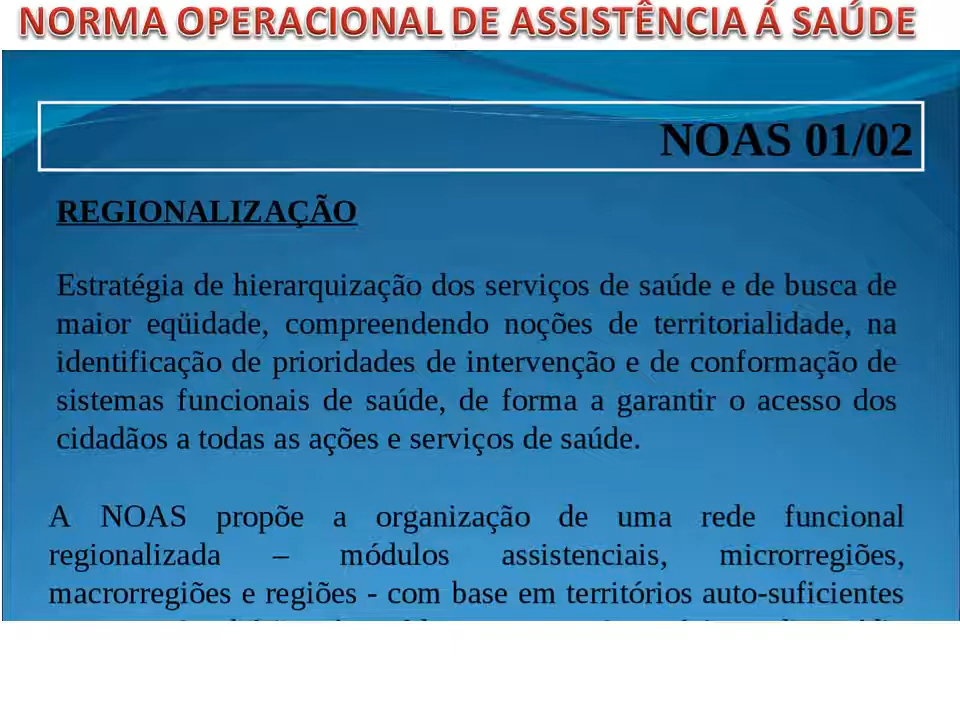 NORMA OPERACIONAL DE ASSISTÊNCIA Á SAÚDE
NOAS 01/02
REGIONALIZAÇÃO
Estratégia de hierarquização dos serviços de saúde e de busca de
maior eqüidade, compreendendo noções de territorialidade, na
identificação de prioridades de intervenção e de conformação de
sistemas funcionais de saúde, de forma a garantir o acesso dos
cidadãos a todas as ações e serviços de saúde.
A NOAS propõe a organização de uma rede funcional
regionalizada – módulos assistenciais, microrregiões,
macrorregiões e regiões - com base em territórios auto-suficientes